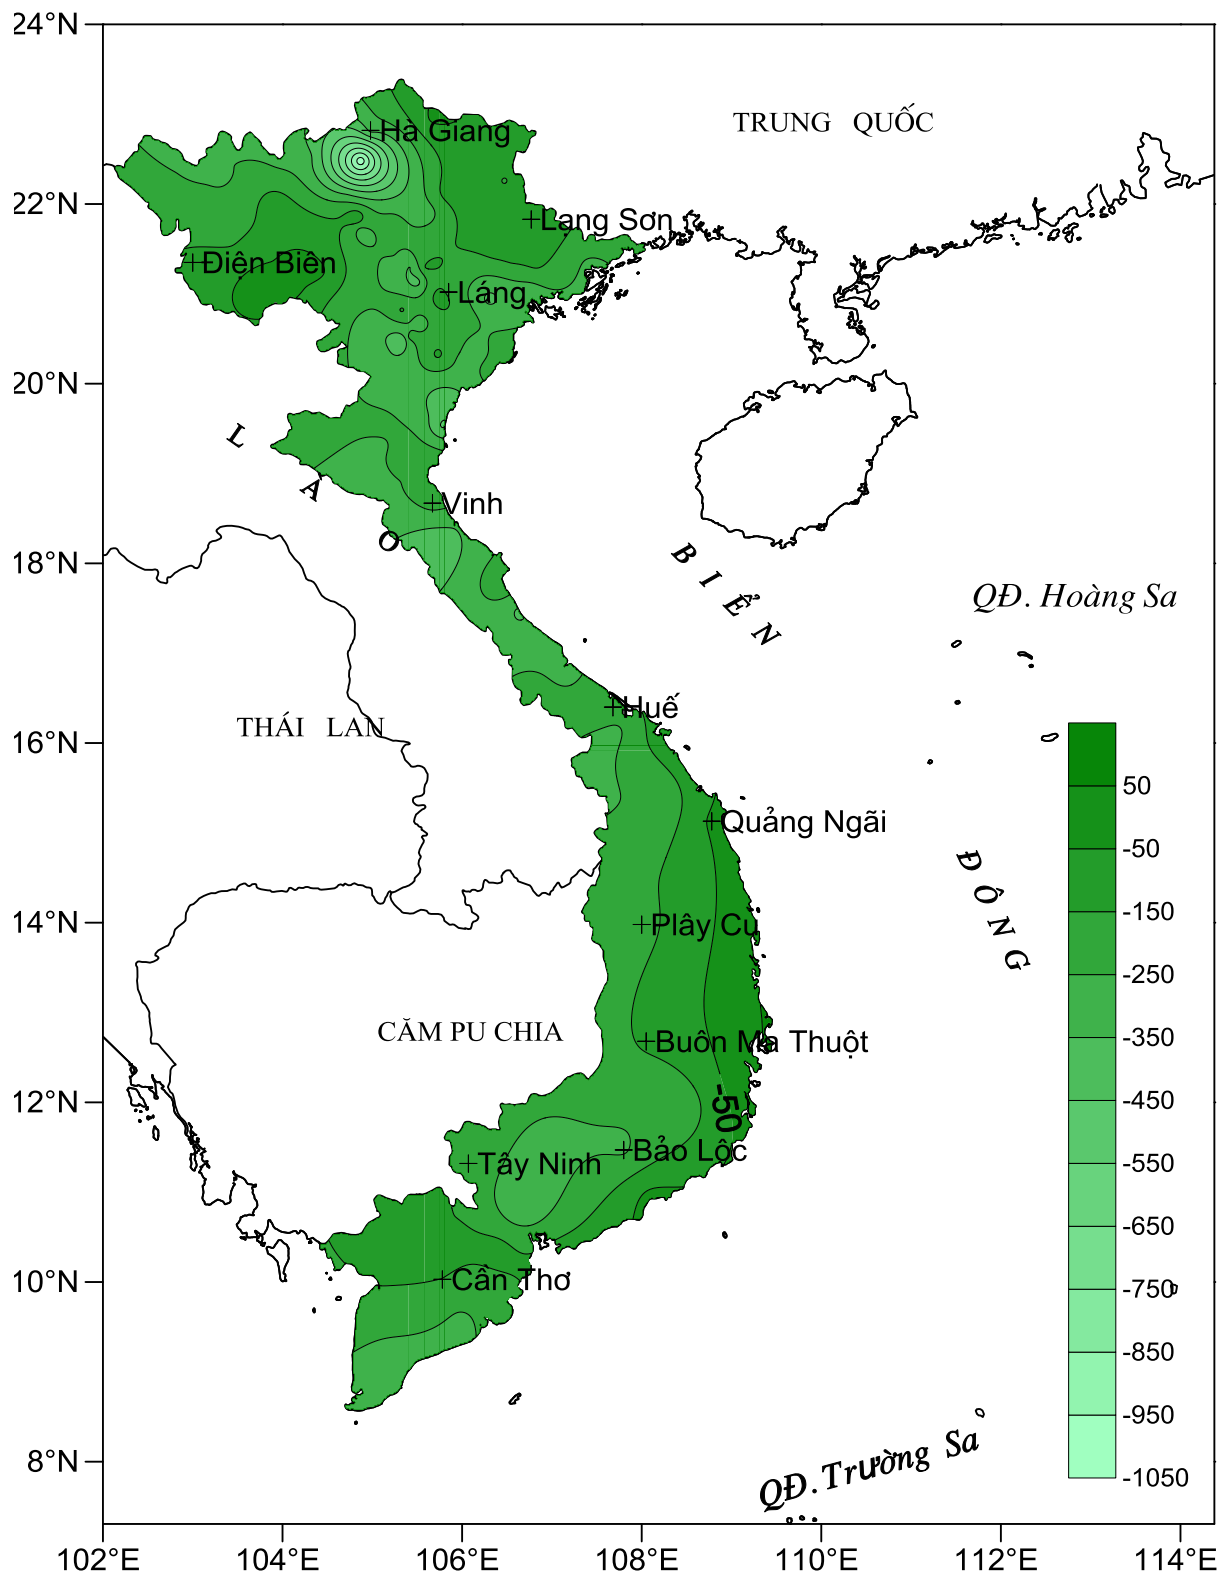 24°N
22°N
20°N
18°N
16°N
14°N
12°N
10°N
8°N
102°E
104°E
106°E
108°E
110°E
112°E
114°E
TRUNG QUỐC
Hà Giang
Lạng Sơn
Điện Biên
Láng
L A O
Vinh
BIỂN
QĐ. Hoàng Sa
Huế
THÁI LAN
Quảng Ngãi
ĐÔNG
Plây Cu
CĂM PU CHIA
Buôn Ma Thuột
-50
Bảo Lộc
Tây Ninh
Cần Thơ
QĐ. Trường Sa
50
-50
-150
-250
-350
-450
-550
-650
-750
-850
-950
-1050